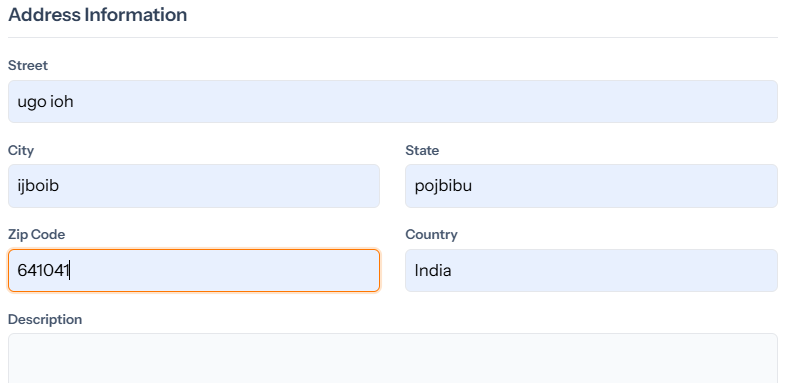 Address Information
Street
ugo ioh
City
State
ijboib
pojbibu
Zip Code
Country
641041
India
Description